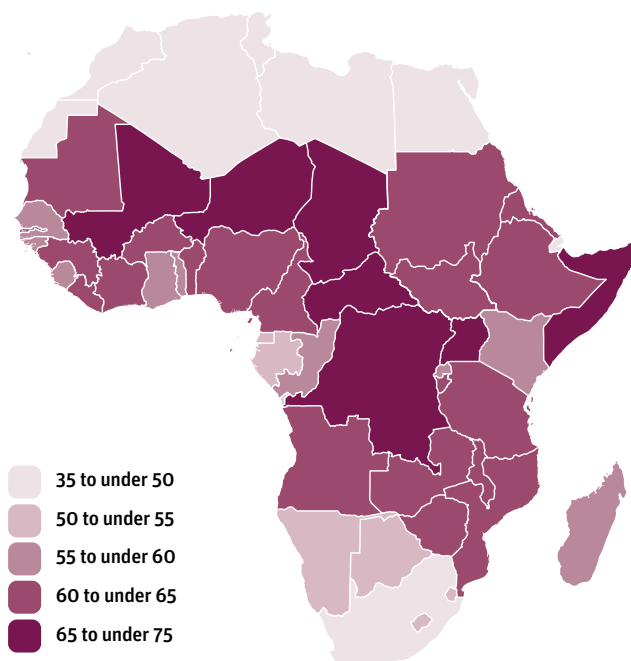 35 to under 50
50 to under 55
55 to under 60
60 to under 65
65 to under 75